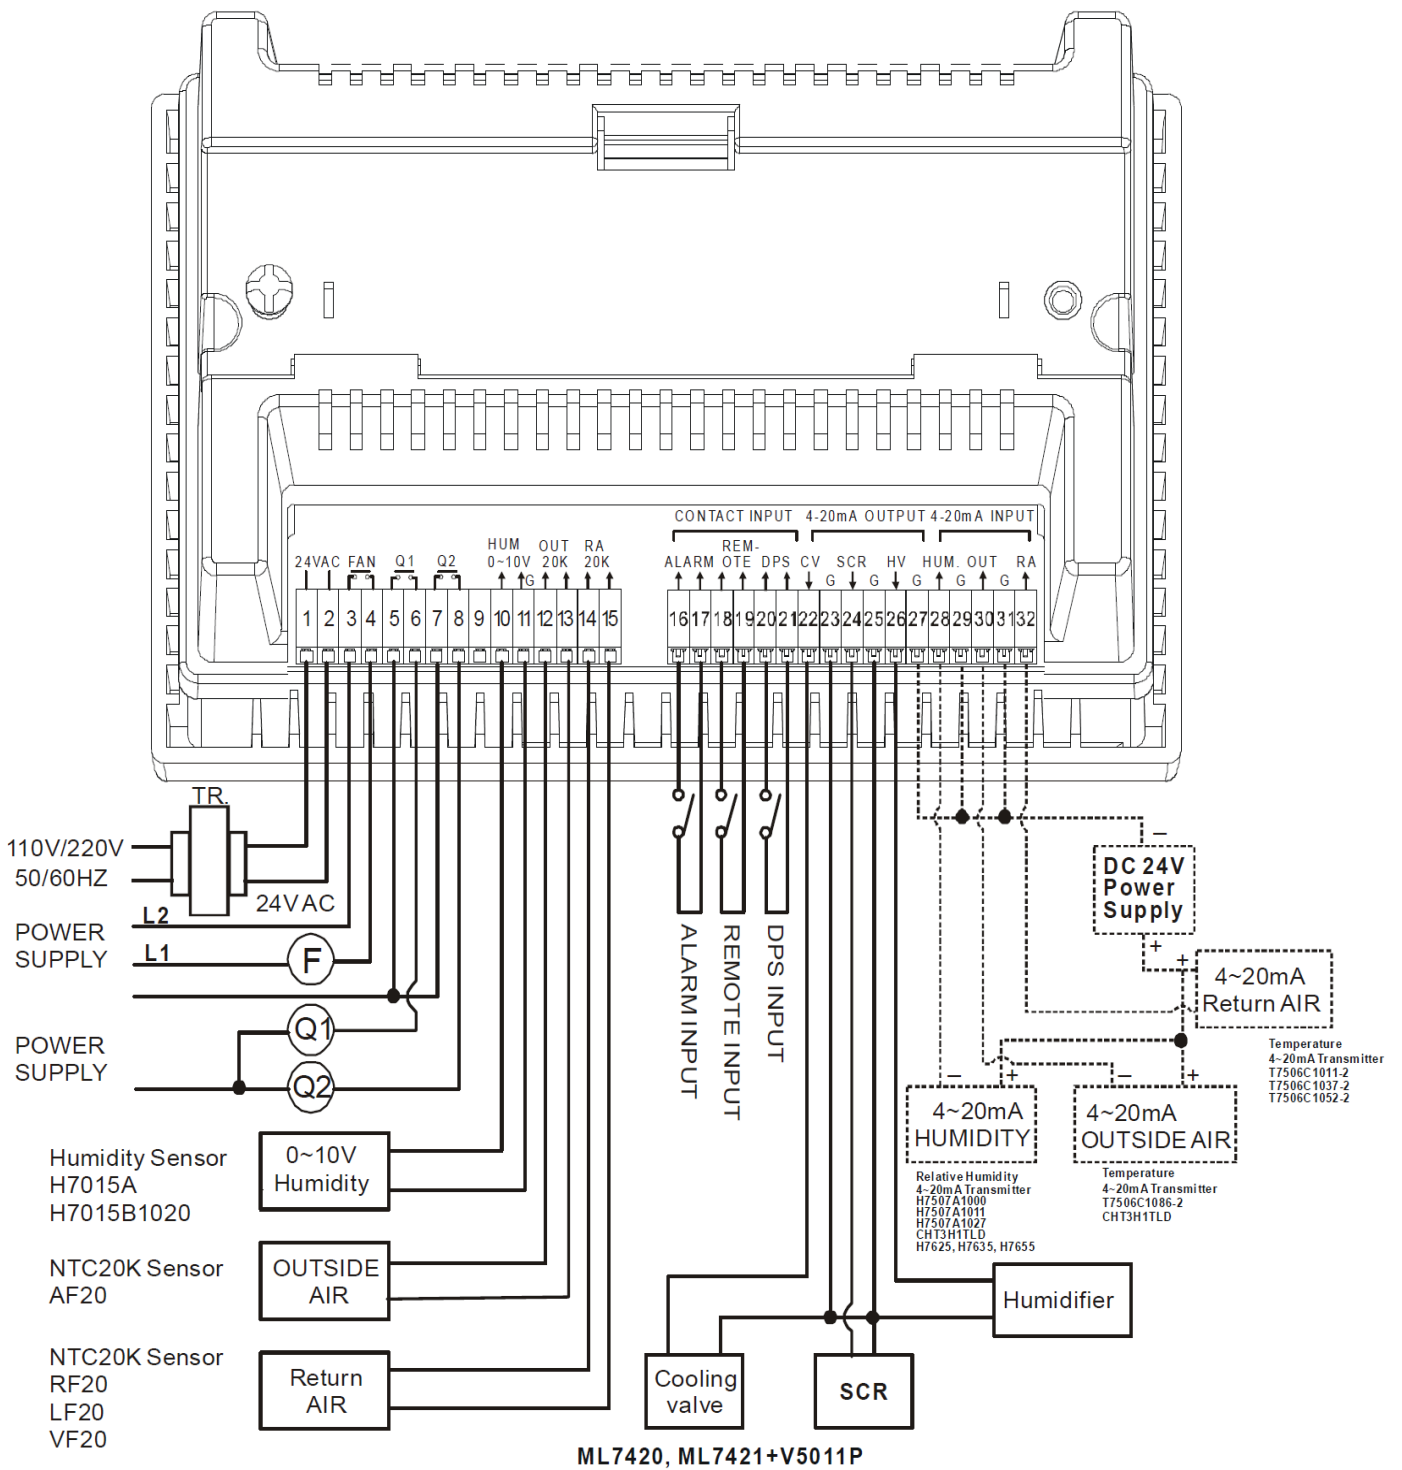 CONTACT INPUT 4-20mA OUTPUT 4-20mA INPUT
HUM OUT RA REM-
24VAC FAN Q1 Q2 0~10V 20K 20K ALARM OTE DPS CV SCR HV HUM. OUT RA
G G G G G G
1 2 3 4 5 6 7 8 9 10 11 12 13 14 15 16 17 18 19 20 21 22 23 24 25 26 27 28 29 30 31 32
TR.
110V/220V
50/60HZ
24VAC
POWER
SUPPLY
L2
L1
F
Q1
POWER
SUPPLY
Q2
ALARM INPUT
REMOTE INPUT
DPS INPUT
–
DC 24V
Power
Supply
+
+
4~20mA
Return AIR
Temperature
4~20mA Transmitter
T7506C1011-2
T7506C1037-2
T7506C1052-2
– +
4~20mA
HUMIDITY
– +
4~20mA
OUTSIDE AIR
Relative Humidity
4~20mA Transmitter
H7507A1000
H7507A1011
H7507A1027
CHT3H1TLD
H7625, H7635, H7655
Temperature
4~20mA Transmitter
T7506C1086-2
CHT3H1TLD
Humidity Sensor
H7015A
H7015B1020
0~10V
Humidity
NTC20K Sensor
AF20
OUTSIDE
AIR
NTC20K Sensor
RF20
LF20
VF20
Return
AIR
Humidifier
Cooling
valve
SCR
ML7420, ML7421+V5011P